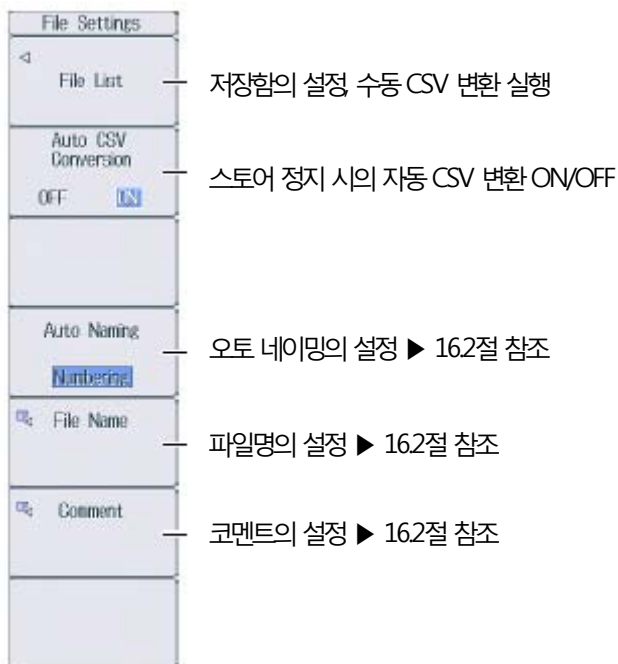 File Settings
File List
저장함의 설정, 수동 CSV 변환 실행
Auto CSV
Conversion
OFF ON
스토어 정지 시의 자동 CSV 변환 ON/OFF
Auto Naming
Numbering
오토 네이밍의 설정 ▶ 16.2절 참조
File Name
파일명의 설정 ▶ 16.2절 참조
Comment
코멘트의 설정 ▶ 16.2절 참조